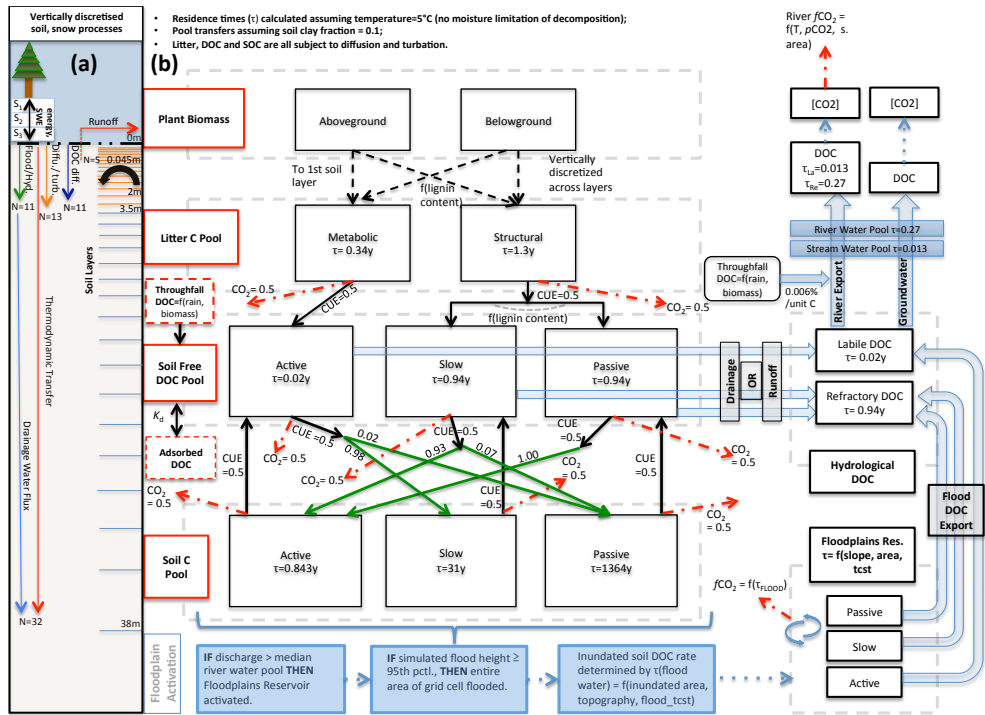 Vertically discretised
soil, snow processes
(a)
S1
S2
S3
SWE
energy,
Runoff
0m
Flood/Hyd.
Diffu./ turb
DOC diff.
N=5
0.045m
2m
N=11
N=13
N=11
3.5m
Soil Layers
Thermodynamic Transfer
Drainage Water Flux
N=32
38m
(b)
• Residence times (τ) calculated assuming temperature=5°C (no moisture limitation of decomposition);
• Pool transfers assuming soil clay fraction = 0.1;
• Litter, DOC and SOC are all subject to diffusion and turbation.
Plant Biomass
Aboveground
Belowground
To 1st soil
layer
f(lignin
content)
Vertically
discretized
across layers
Litter C Pool
Metabolic
τ= 0.34y
Structural
τ=1.3y
Throughfall
DOC=f(rain,
biomass)
CO2= 0.5
CUE=0.5
CUE=0.5
CO2= 0.5
f(lignin content)
Soil Free
DOC Pool
Active
τ=0.02y
Slow
τ=0.94y
Passive
τ=0.94y
Kd
Adsorbed
DOC
CUE =0.5
0.02
0.98
CO2= 0.5
CUE
=0.5
CO2= 0.5
CUE =0.5
0.93
0.07
1.00
CUE
=0.5
CUE
=0.5
CO2
= 0.5
CUE
=0.5
CO2
= 0.5
CO2
= 0.5
CO2
= 0.5
Soil C
Pool
Active
τ=0.843y
Slow
τ=31y
Passive
τ=1364y
Floodplain
Activation
IF discharge > median
river water pool THEN
Floodplains Reservoir
activated.
IF simulated flood height ≥
95th pctl., THEN entire
area of grid cell flooded.
Inundated soil DOC rate
determined by τ(flood
water) = f(inundated area,
topography, flood_tcst)
River fCO2 =
f(T, pCO2, s.
area)
[CO2]
[CO2]
DOC
τLa=0.013
τRe=0.27
DOC
River Water Pool τ=0.27
Stream Water Pool τ=0.013
Throughfall
DOC=f(rain,
biomass)
0.006%
/unit C
River Export
Groundwater
Drainage
OR
Runoff
Labile DOC
τ= 0.02y
Refractory DOC
τ= 0.94y
Hydrological
DOC
Flood
DOC
Export
Floodplains Res.
τ= f(slope, area,
tcst
fCO2 = f(τFLOOD)
Passive
Slow
Active